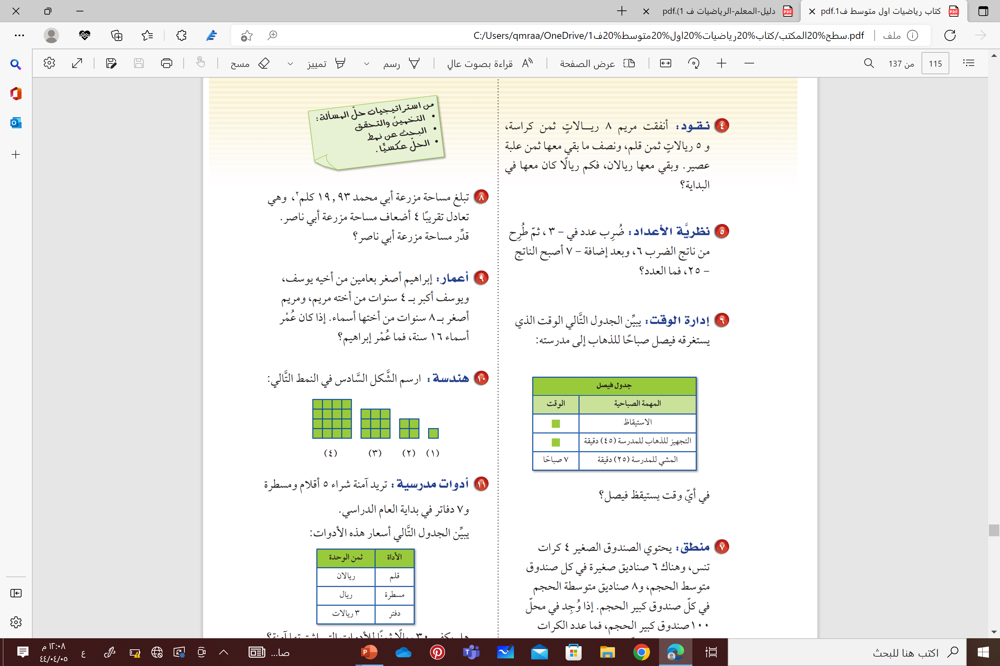 كتاب رياضيات اول متوسط ف1.pdf
دليل-المعلم-الرياضيات ف 1).pdf
ملف
C:/Users/qmraa/OneDrive/سطح%20المكتب/كتاب%20رياضيات%20اول%20متوسط%20ف1.pdf
115
من 137
عرض الصفحة
قراءة بصوت عالٍ
رسم
تمييز
مسح
٤ نـقـود: أنفقت مريم ٨ ريـالاتٍ ثمن كراسة،
و ٥ ريالاتٍ ثمن قلم، ونصف ما بقي معها ثمن علبة
عصير. وبقي معها ريالان، فكم ريالًا كان معها في
البداية؟
٥ نظريَّة الأعداد: ضُرِب عدد في – ٣ ، ثمّ طُرِح
من ناتج الضرب ٦، وبعد إضافة – ٧ أصبح الناتج
– ٢٥، فما العدد؟
٦ إدارة الوقت: يبيِّن الجدول التَّالي الوقت الذي
يستغرقه فيصل صباحًا للذهاب إلى مدرسته:
جدول فيصل
المهمة الصباحية الوقت
الاستيقاظ
التجهيز للذهاب للمدرسة (٤٥) دقيقة
المشي للمدرسة (٢٥) دقيقة ٧ صباحًا
في أيّ وقت يستيقظ فيصل؟
٧ منطق: يحتوي الصندوق الصغير ٤ كرات
تنس، وهناك ٦ صناديق صغيرة في كل صندوق
متوسط الحجم، و٨ صناديق متوسطة الحجم
في كلّ صندوق كبير الحجم. إذا وُجِد في محلّ
١٠٠ صندوق كبير الحجم، فما عدد الكرات
من استراتيجيات حلّ المسألة:
• التخمينُ والتحقق
• البحث عن نمط
• الحلّ عكسيًّا.
٨ تبلغ مساحة مزرعة أبي محمد ١٩,٩٣ كلم٢، وهي
تعادل تقريبًا ٤ أضعاف مساحة مزرعة أبي ناصر.
قدِّر مساحة مزرعة أبي ناصر؟
٩ أعمار: إبراهيم أصغر بعامين من أخيه يوسف،
ويوسف أكبر بـ ٤ سنوات من أخته مريم، ومريم
أصغر بـ ٨ سنوات من أختها أسماء. إذا كان عُمْر
أسماء ١٦ سنة، فما عُمْر إبراهيم؟
١٠ هندسة: ارسم الشَّكل السَّادس في النمط التَّالي:
(١) (٢) (٣) (٤)
١١ أدوات مدرسية: تريد آمنة شراء ٥ أقلام ومسطرة
و٧ دفاتر في بداية العام الدراسي.
يبيِّن الجدول التَّالي أسعار هذه الأدوات:
الأداة ثمن الوحدة
قلم ريالان
مسطرة ريال
دفتر ٣ ريالات
هل يكفي ٣٠ ريالًا ثمنًا للأدوات التي اشترتها آمنة؟
اكتب هنا للبحث
صا...
ع
١٢:٠٨ م
٤٤/٠٤/٠٥